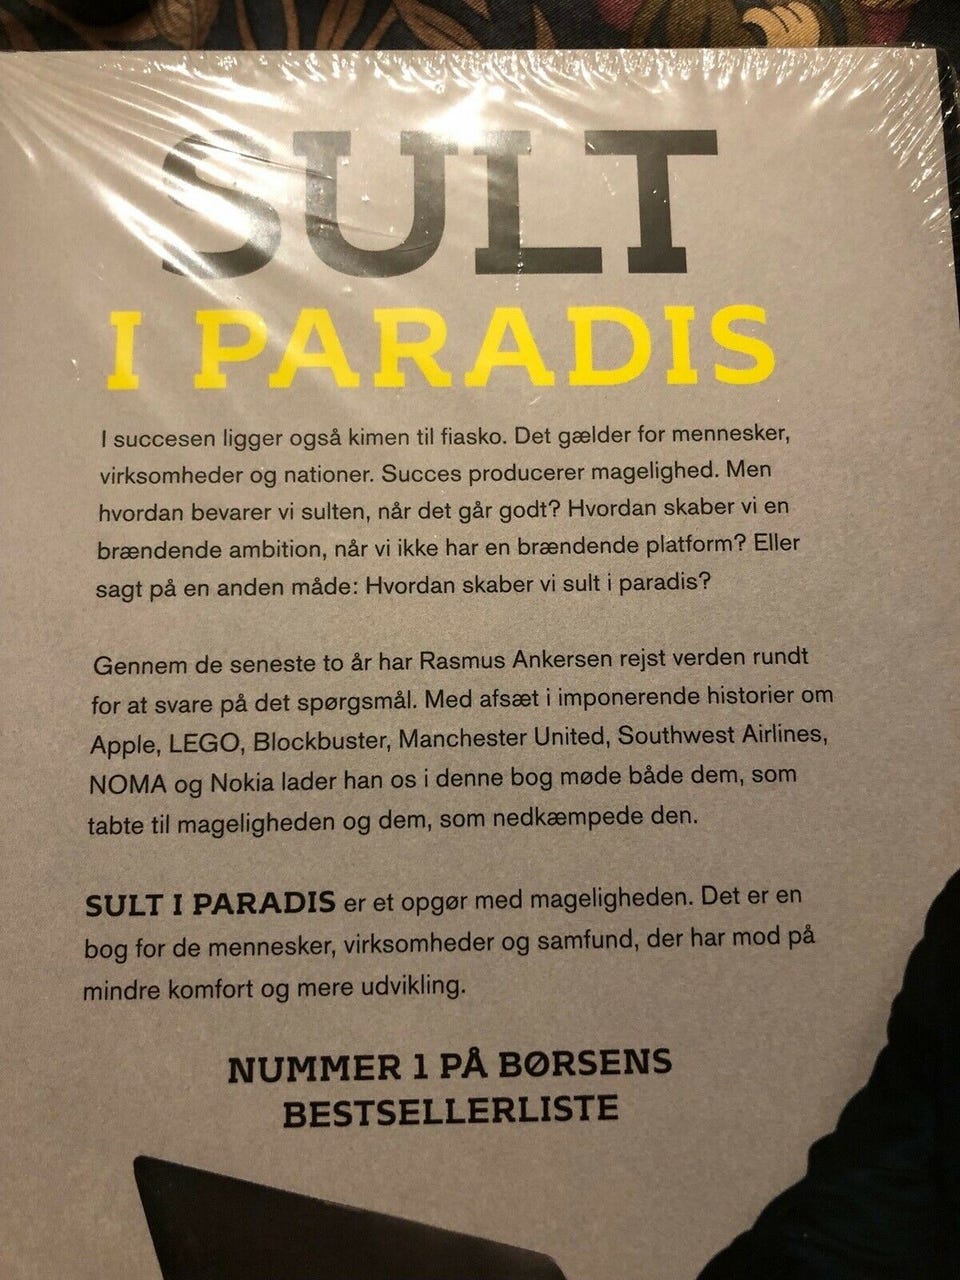 SULT
I PARADIS
I succesen ligger også kimen til fiasko. Det gælder for mennesker,
virksomheder og nationer. Succes producerer magelighed. Men
hvordan bevarer vi sulten, når det går godt? Hvordan skaber vi en
brændende ambition, når vi ikke har en brændende platform? Eller
sagt på en anden måde: Hvordan skaber vi sult i paradis?
Gennem de seneste to år har Rasmus Ankersen rejst verden rundt
for at svare på det spørgsmål. Med afsæt i imponerende historier om
Apple, LEGO, Blockbuster, Manchester United, Southwest Airlines,
NOMA og Nokia lader han os i denne bog møde både dem, som
tabte til mageligheden og dem, som nedkæmpede den.
SULT I PARADIS er et opgør med mageligheden. Det er en
bog for de mennesker, virksomheder og samfund, der har mod på
mindre komfort og mere udvikling.
NUMMER 1 PÅ BØRSENS
BESTSELLERLISTE